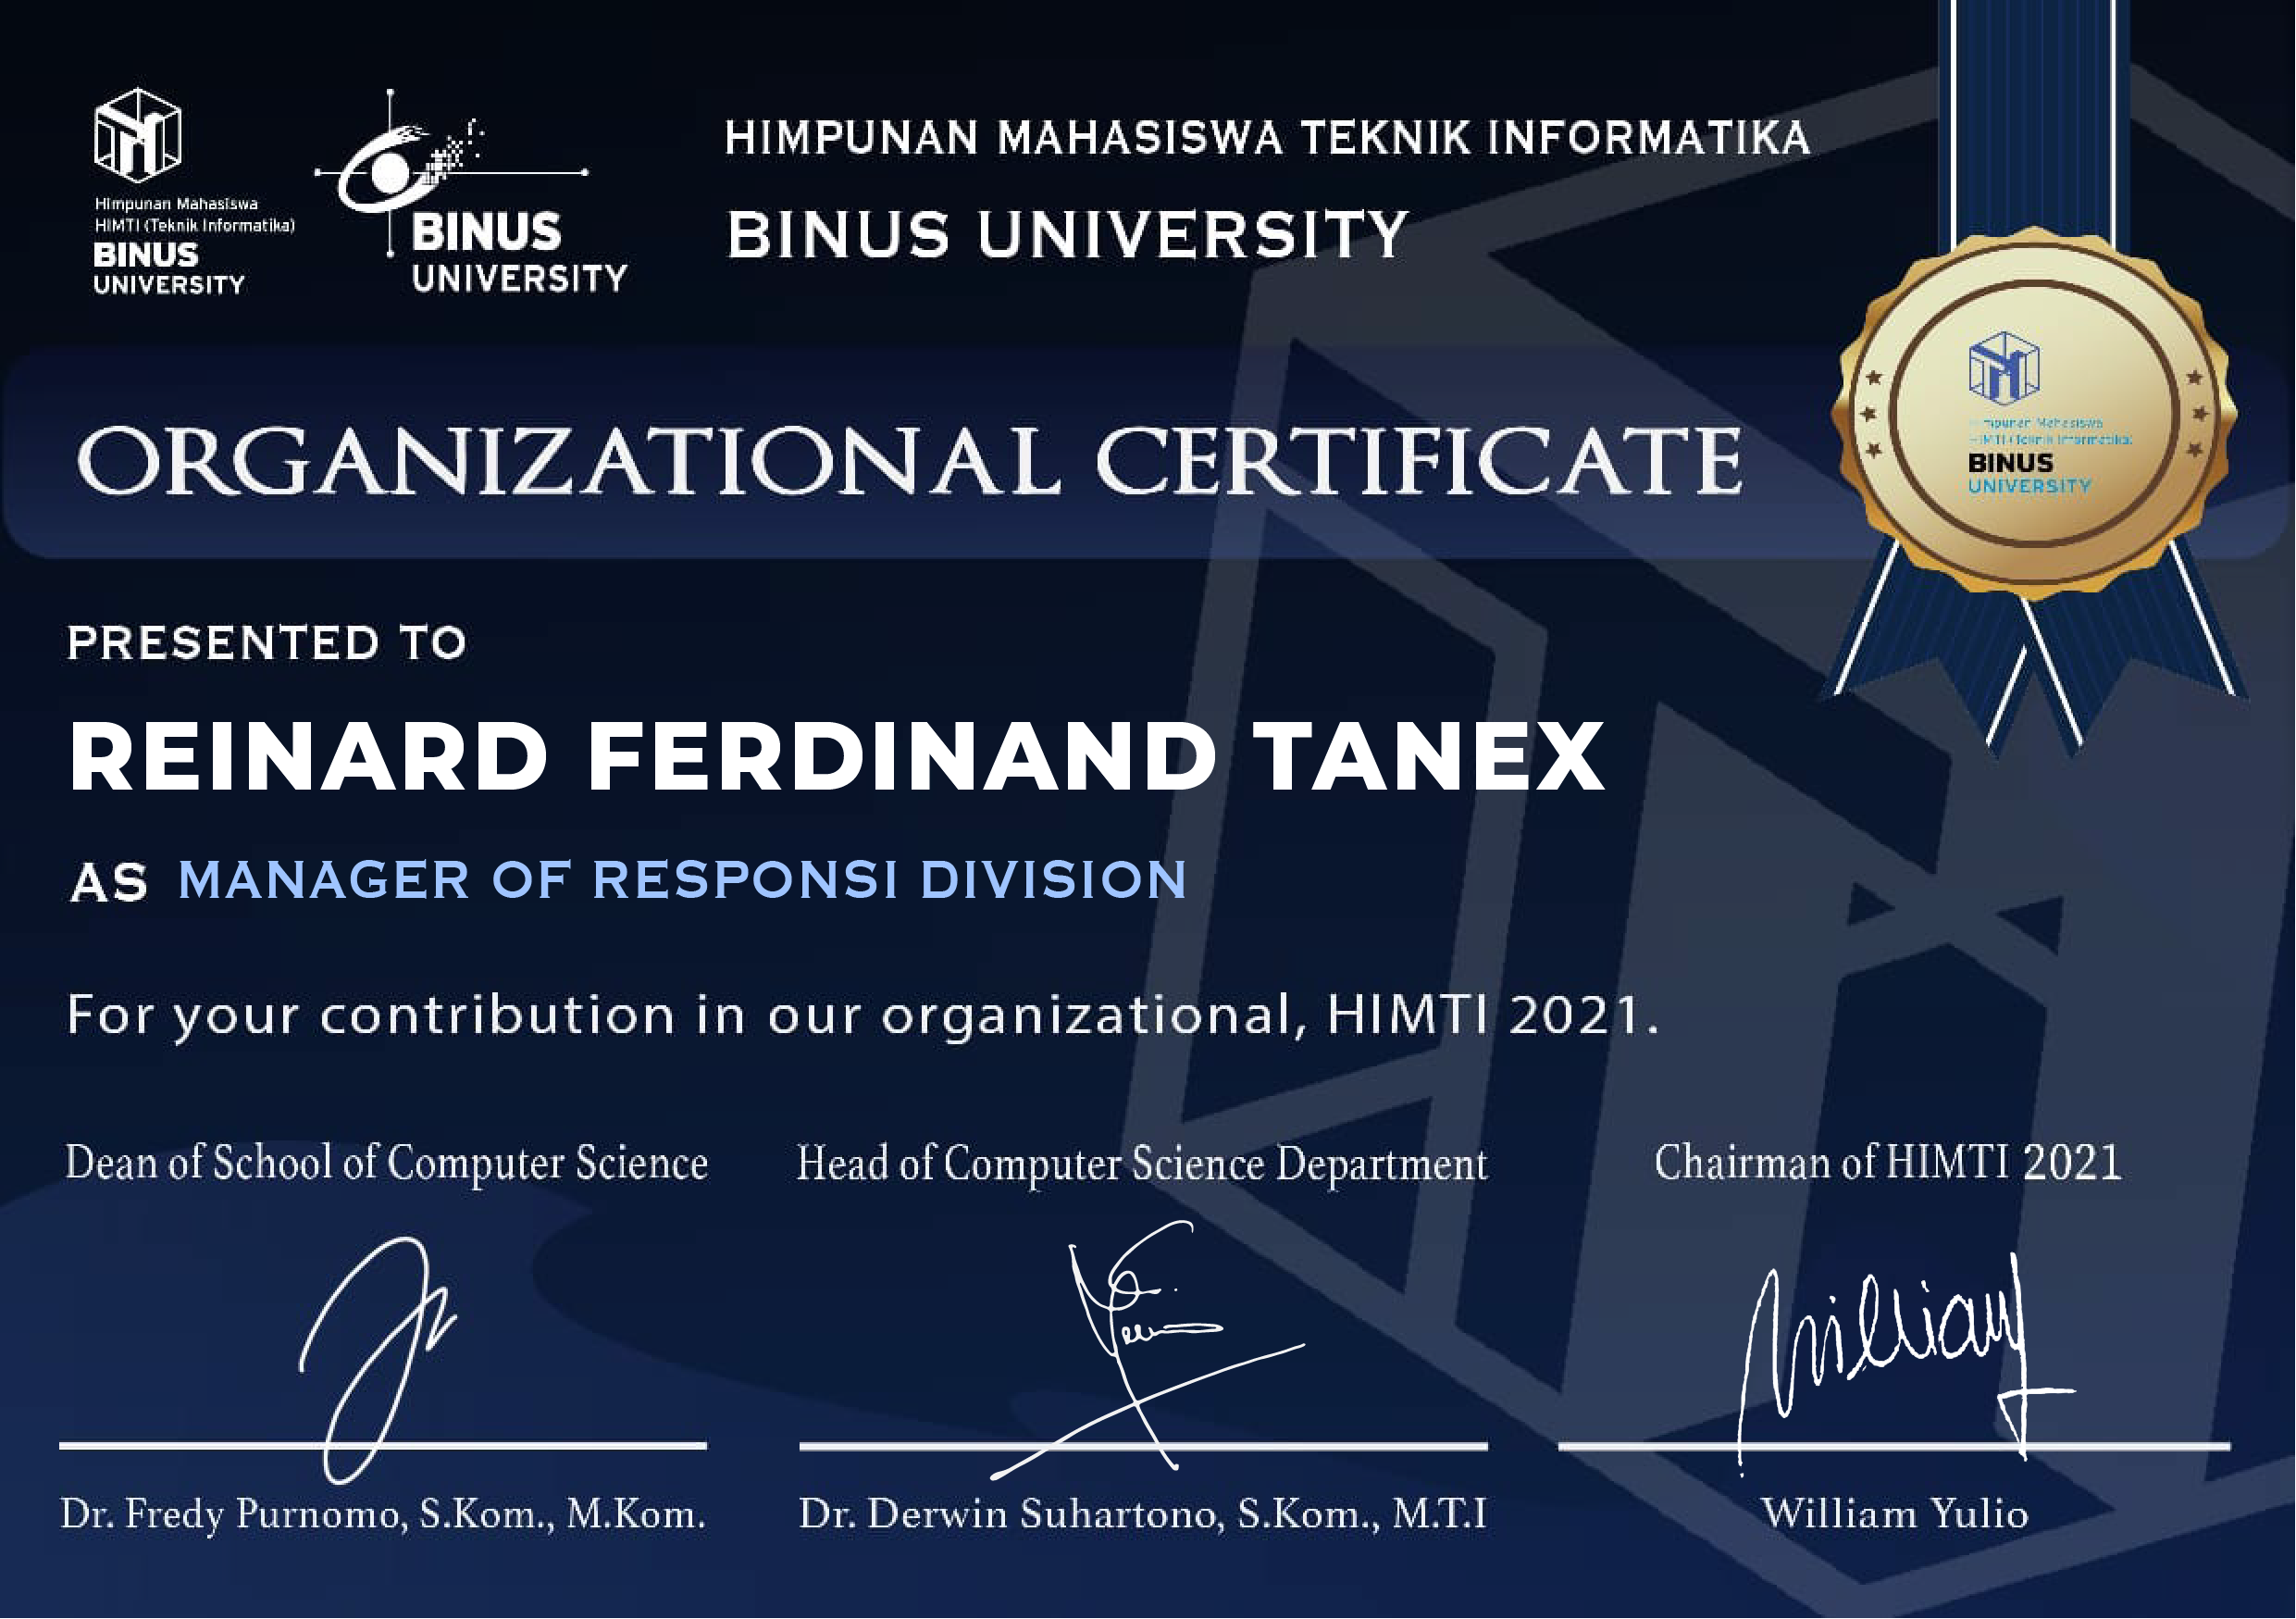 Himpunan Mahasiswa
HIMTI (Teknik Informatika)
BINUS
UNIVERSITY
BINUS
UNIVERSITY
HIMPUNAN MAHASISWA TEKNIK INFORMATIKA
BINUS UNIVERSITY
ORGANIZATIONAL CERTIFICATE
Himpunan Mahasiswa
HIMTI (Teknik Informatika)
BINUS
UNIVERSITY
PRESENTED TO
REINARD FERDINAND TANEX
AS MANAGER OF RESPONSI DIVISION
For your contribution in our organizational, HIMTI 2021.
Dean of School of Computer Science
Head of Computer Science Department
Chairman of HIMTI 2021
William
Dr. Fredy Purnomo, S.Kom., M.Kom.
Dr. Derwin Suhartono, S.Kom., M.T.I
William Yulio